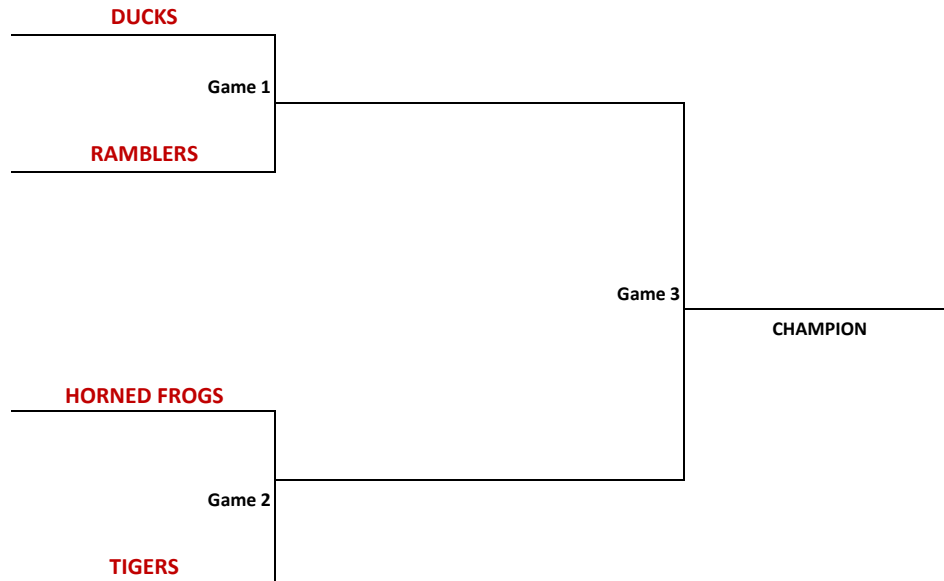 DUCKS
Game 1
RAMBLERS
Game 3
CHAMPION
HORNED FROGS
Game 2
TIGERS